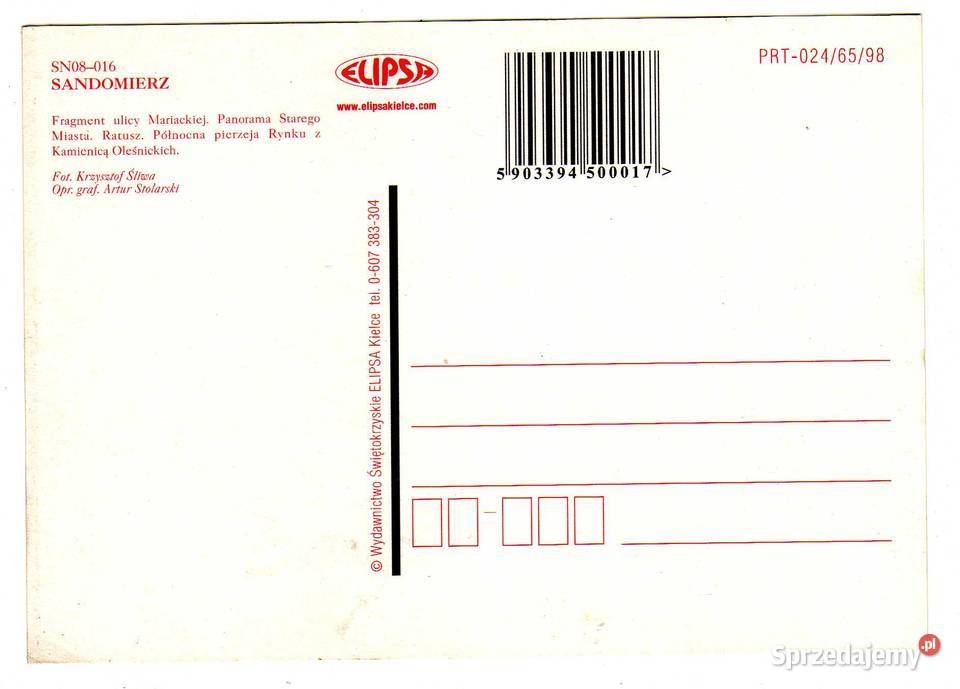 SN08–016
SANDOMIERZ
Fragment ulicy Mariackiej. Panorama Starego
Miasta. Ratusz. Północna pierzeja Rynku z
Kamienicą Oleśnickich.
Fot. Krzysztof Śliwa
Opr. graf. Artur Stolarski
ELIPSA
www.elipsakielce.com
5 903394 500017 >
PRT-024/65/98
© Wydawnictwo Świętokrzyskie ELIPSA Kielce tel. 0-607 383-304
Sprzedajemy.pl